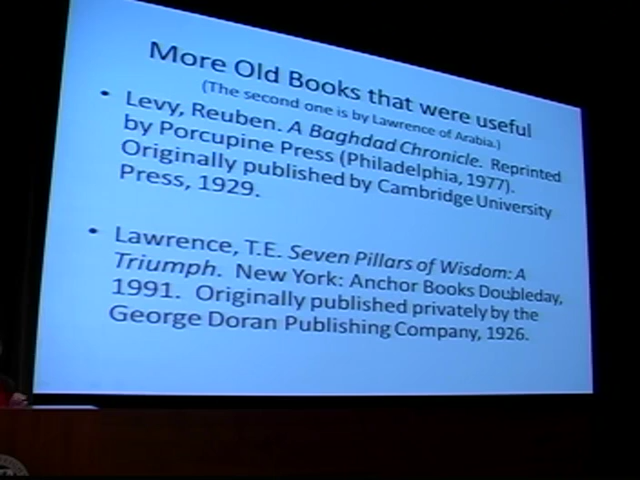 More Old Books that were useful
(The second one is by Lawrence of Arabia.)
• Levy, Reuben. A Baghdad Chronicle. Reprinted
by Porcupine Press (Philadelphia, 1977).
Originally published by Cambridge University
Press, 1929.
• Lawrence, T.E. Seven Pillars of Wisdom: A
Triumph. New York: Anchor Books Doubleday,
1991. Originally published privately by the
George Doran Publishing Company, 1926.